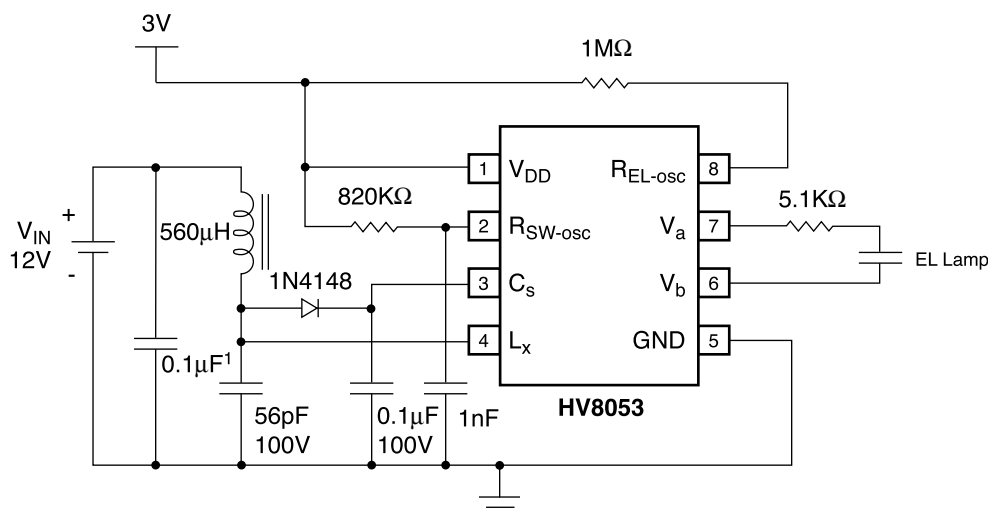 3V
1MΩ
1
V_DD
R_EL-osc
8
820KΩ
5.1KΩ
+
V_IN
12V
-
560µH
2
R_SW-osc
V_a
7
1N4148
3
C_s
V_b
6
EL Lamp
4
L_x
GND
5
0.1µF¹
56pF
100V
0.1µF
100V
1nF
HV8053